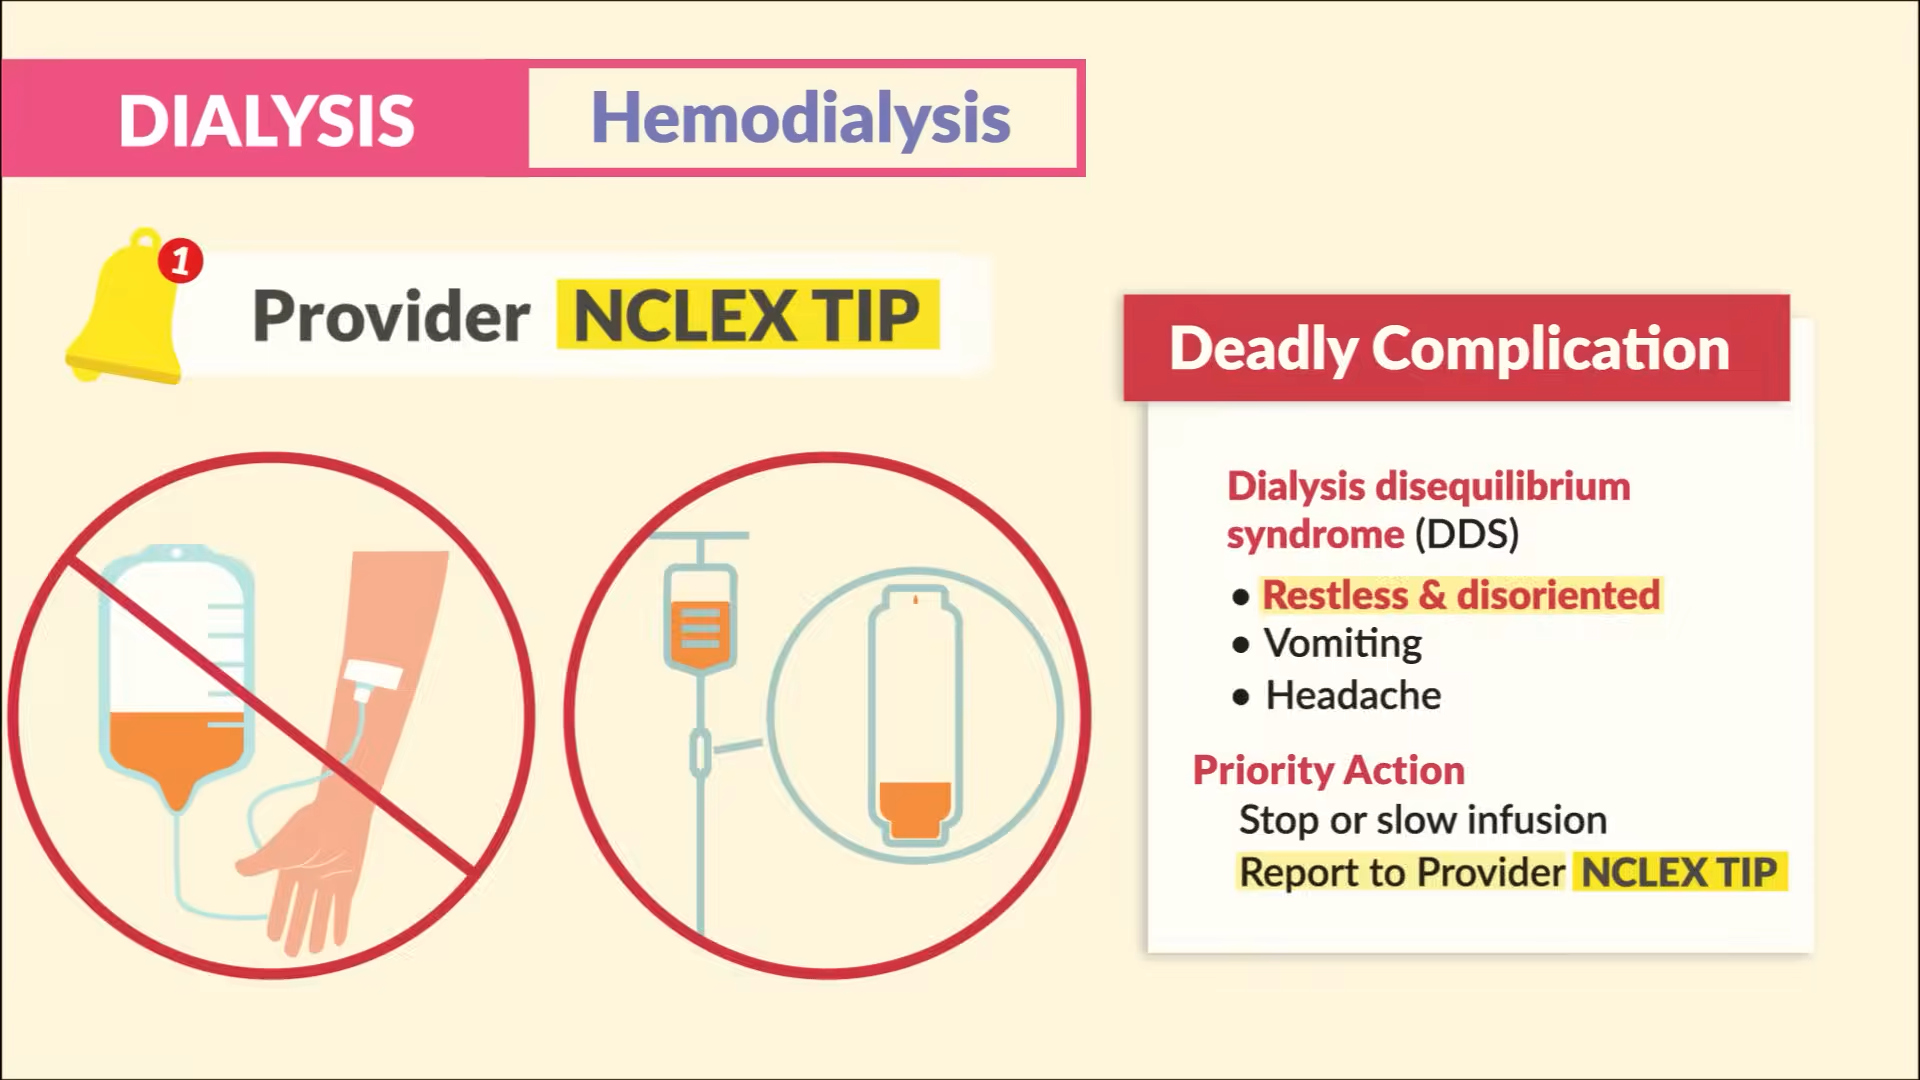 DIALYSIS Hemodialysis
1
Provider NCLEX TIP
Deadly Complication
Dialysis disequilibrium
syndrome (DDS)
• Restless & disoriented
• Vomiting
• Headache
Priority Action
Stop or slow infusion
Report to Provider NCLEX TIP